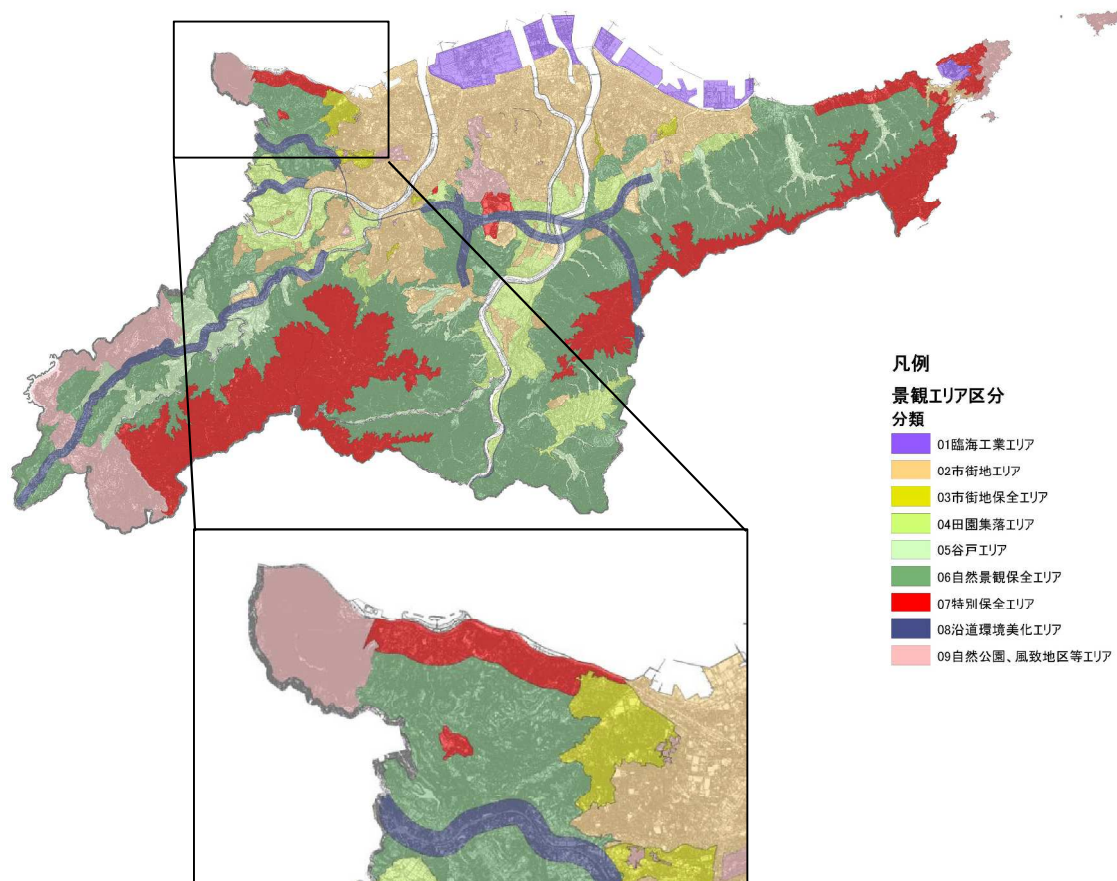 凡例
景観エリア区分
分類
01臨海工業エリア
02市街地エリア
03市街地保全エリア
04田園集落エリア
05谷戸エリア
06自然景観保全エリア
07特別保全エリア
08沿道環境美化エリア
09自然公園、風致地区等エリア